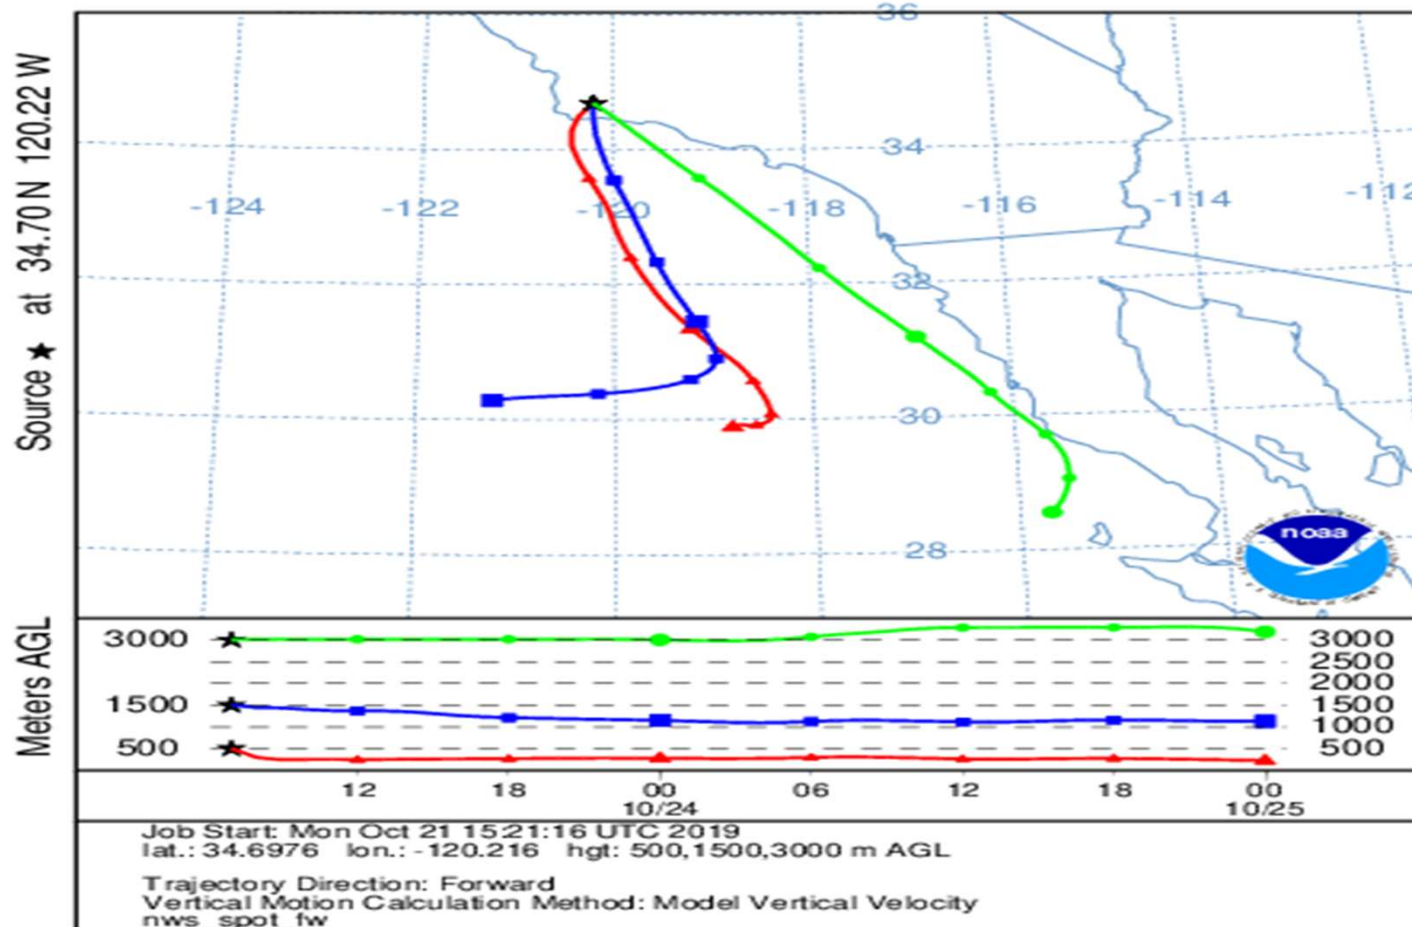 Source ★ at 34.70 N 120.22 W
36
34
-124 -122 -120 -118 -116 -114 -112
32
30
28
noaa
Meters AGL
3000 3000
2500
2000
1500 1500
1000
500 500
12 18 00 06 12 18 00
10/24 10/25
Job Start: Mon Oct 21 15:21:16 UTC 2019
lat.: 34.6976 lon.: -120.216 hgt: 500,1500,3000 m AGL
Trajectory Direction: Forward
Vertical Motion Calculation Method: Model Vertical Velocity
nws_spot_fw